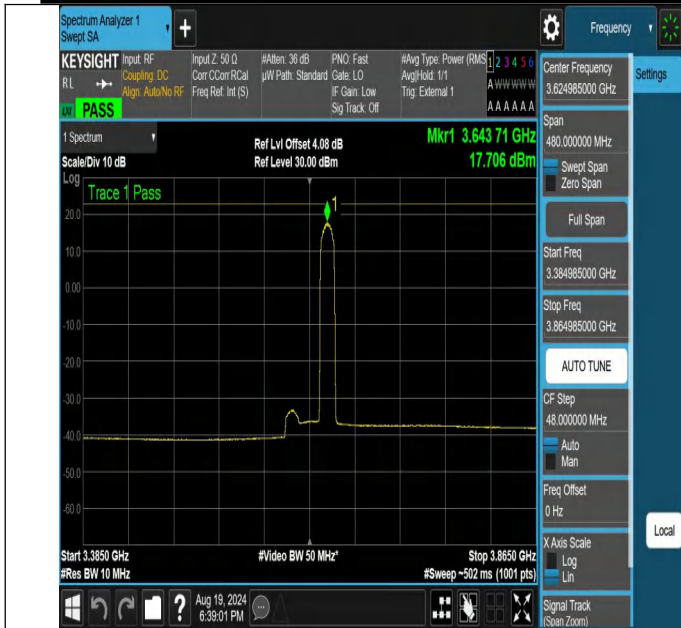 Spectrum Analyzer 1
Swept SA
+
Frequency
KEYSIGHT
RL
PASS
Input: RF
Coupling: DC
Align: Auto/No RF
Input Z: 50 Ω
Corr CCorr RCal
Freq Ref: Int (S)
#Atten: 36 dB
µW Path: Standard
PNO: Fast
Gate: LO
IF Gain: Low
Sig Track: Off
#Avg Type: Power (RMS
Avg|Hold: 1/1
Trig: External 1
1 2 3 4 5 6
A W W W W W
A A A A A A
1 Spectrum
Scale/Div 10 dB
Ref Lvl Offset 4.08 dB
Ref Level 30.00 dBm
Mkr1 3.643 71 GHz
17.706 dBm
Log
Trace 1 Pass
1
20.0
10.0
0.00
-10.0
-20.0
-30.0
-40.0
-50.0
-60.0
Start 3.3850 GHz
#Res BW 10 MHz
#Video BW 50 MHz*
Stop 3.8650 GHz
#Sweep ~502 ms (1001 pts)
Aug 19, 2024
6:39:01 PM
Center Frequency
3.624985000 GHz
Settings
Span
480.000000 MHz
Swept Span
Zero Span
Full Span
Start Freq
3.384985000 GHz
Stop Freq
3.864985000 GHz
AUTO TUNE
CF Step
48.000000 MHz
Auto
Man
Freq Offset
0 Hz
Local
X Axis Scale
Log
Lin
Signal Track
(Span Zoom)